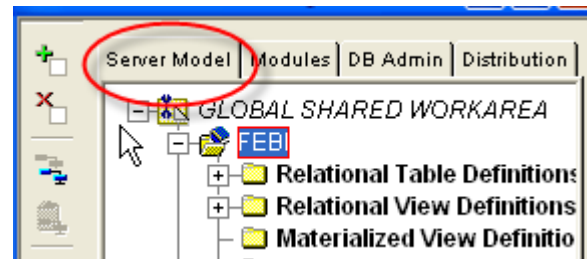 Server Model Modules DB Admin Distribution
GLOBAL SHARED WORKAREA
FEBI
Relational Table Definitions
Relational View Definitions
Materialized View Definitio